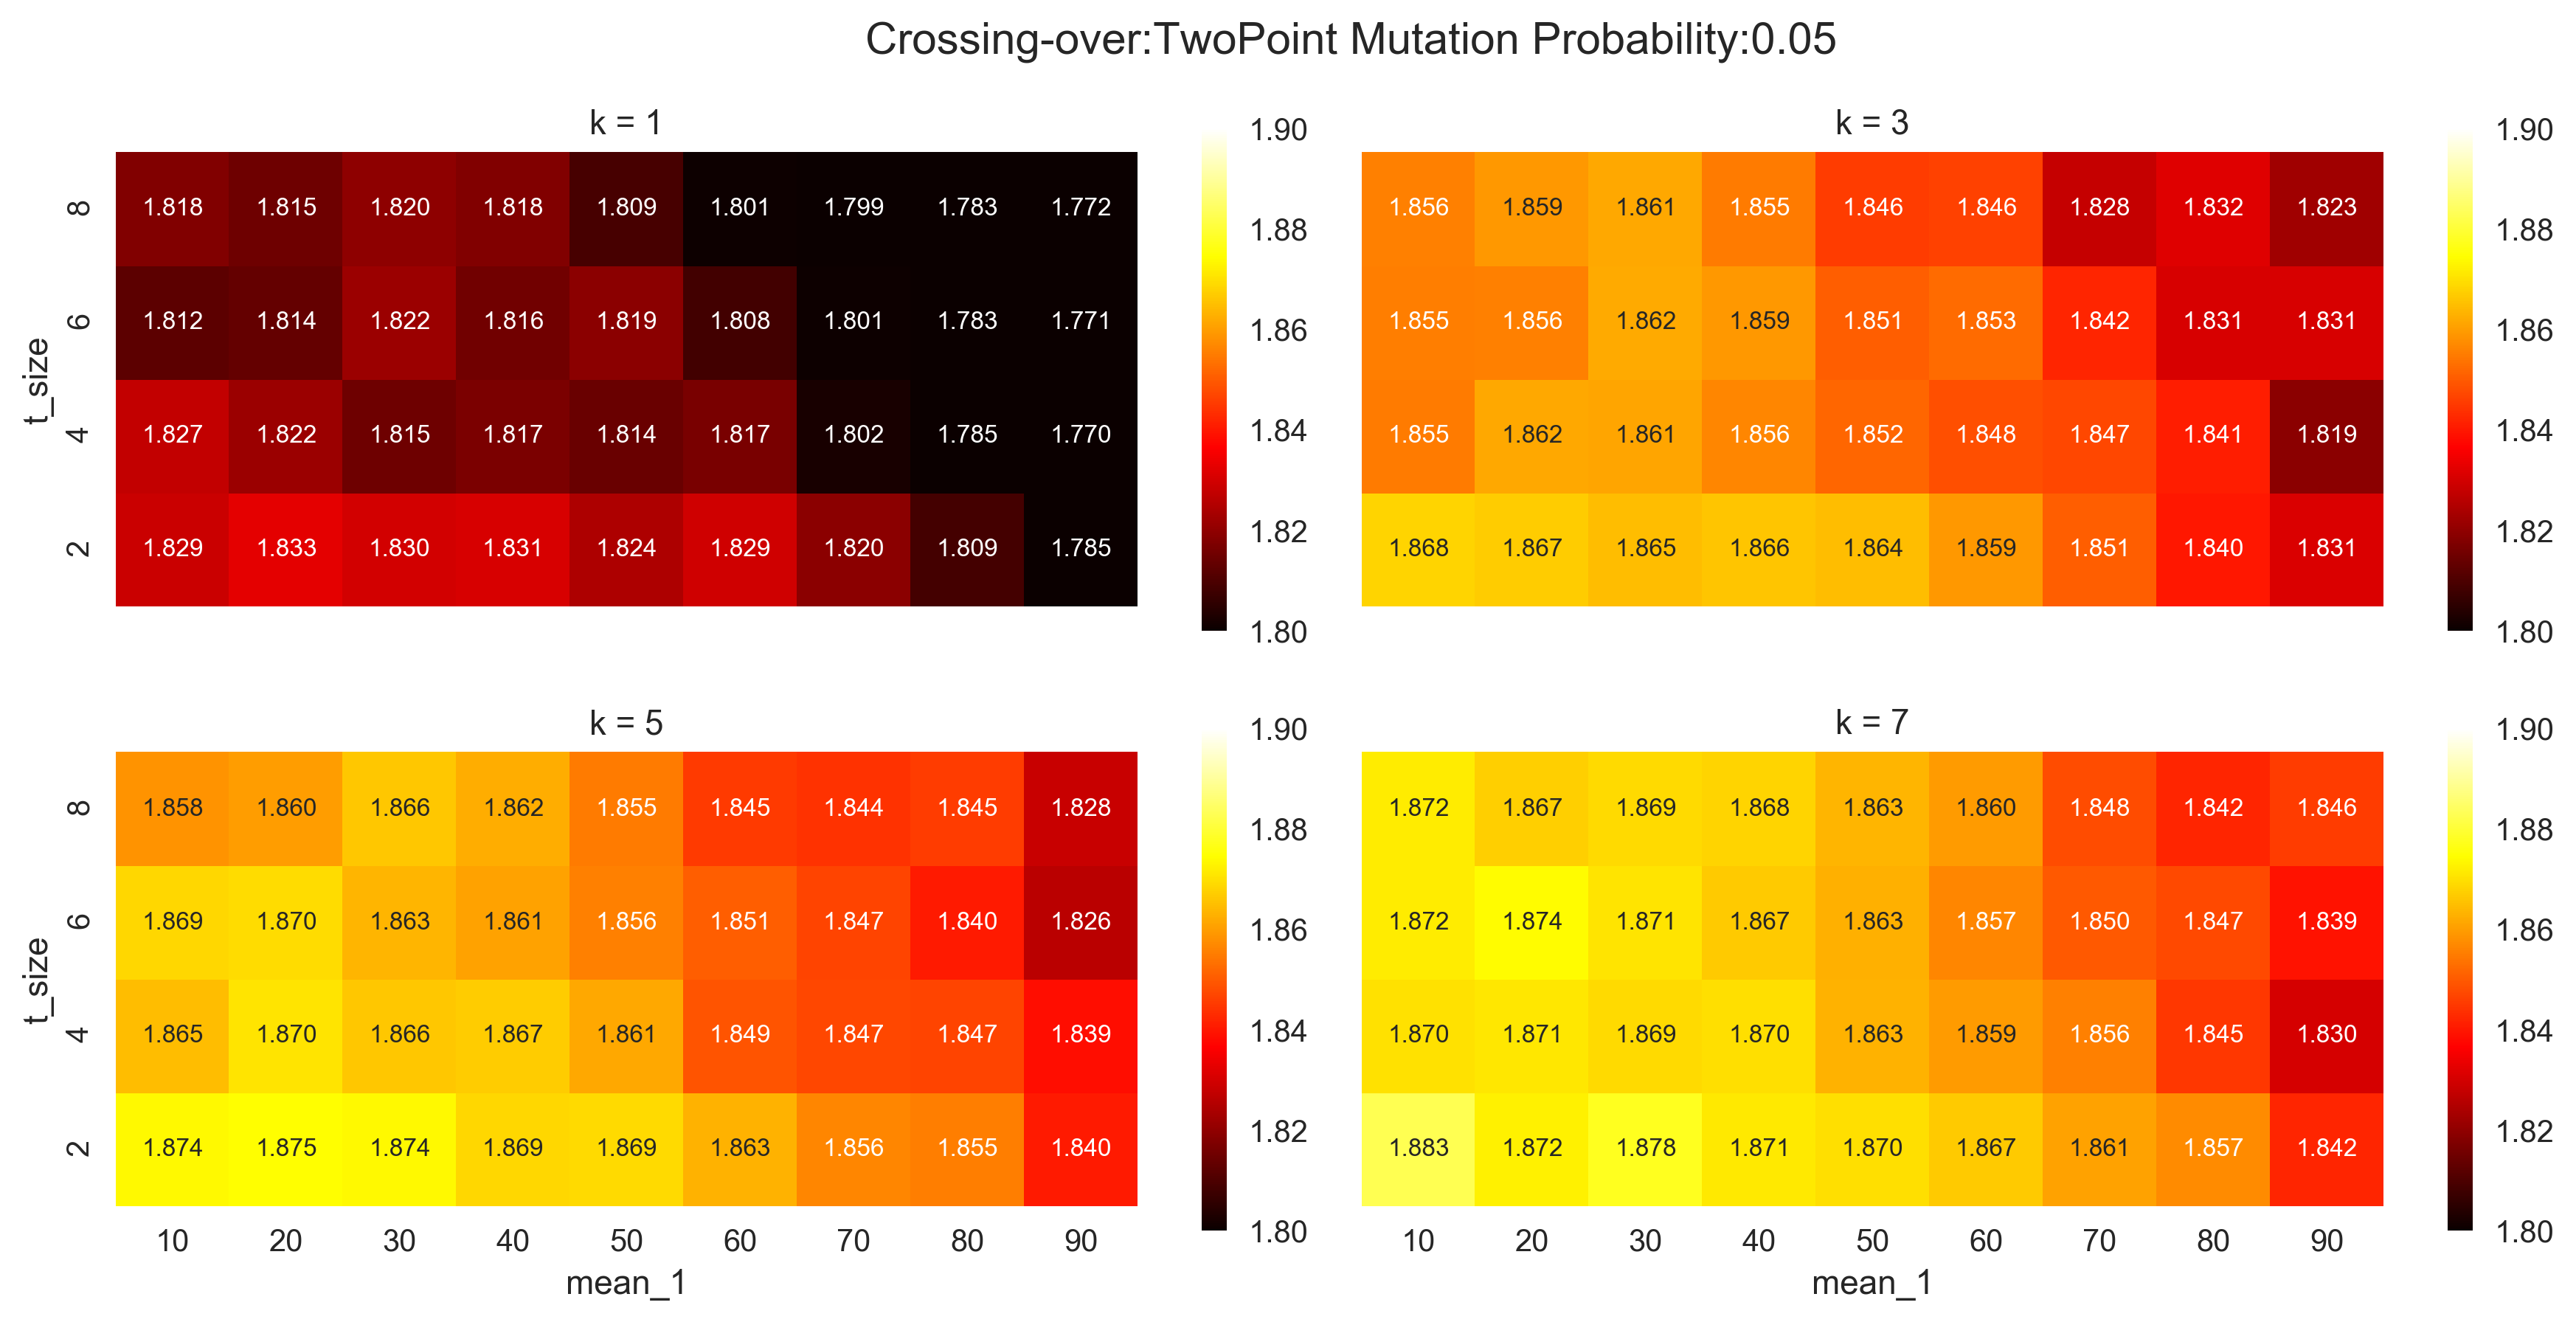 Crossing-over:TwoPoint Mutation Probability:0.05
k = 1
t_size
8 1.818 1.815 1.820 1.818 1.809 1.801 1.799 1.783 1.772
6 1.812 1.814 1.822 1.816 1.819 1.808 1.801 1.783 1.771
4 1.827 1.822 1.815 1.817 1.814 1.817 1.802 1.785 1.770
2 1.829 1.833 1.830 1.831 1.824 1.829 1.820 1.809 1.785
1.90
1.88
1.86
1.84
1.82
1.80
k = 3
1.856 1.859 1.861 1.855 1.846 1.846 1.828 1.832 1.823
1.855 1.856 1.862 1.859 1.851 1.853 1.842 1.831 1.831
1.855 1.862 1.861 1.856 1.852 1.848 1.847 1.841 1.819
1.868 1.867 1.865 1.866 1.864 1.859 1.851 1.840 1.831
1.90
1.88
1.86
1.84
1.82
1.80
k = 5
t_size
8 1.858 1.860 1.866 1.862 1.855 1.845 1.844 1.845 1.828
6 1.869 1.870 1.863 1.861 1.856 1.851 1.847 1.840 1.826
4 1.865 1.870 1.866 1.867 1.861 1.849 1.847 1.847 1.839
2 1.874 1.875 1.874 1.869 1.869 1.863 1.856 1.855 1.840
10 20 30 40 50 60 70 80 90
mean_1
1.90
1.88
1.86
1.84
1.82
1.80
k = 7
1.872 1.867 1.869 1.868 1.863 1.860 1.848 1.842 1.846
1.872 1.874 1.871 1.867 1.863 1.857 1.850 1.847 1.839
1.870 1.871 1.869 1.870 1.863 1.859 1.856 1.845 1.830
1.883 1.872 1.878 1.871 1.870 1.867 1.861 1.857 1.842
10 20 30 40 50 60 70 80 90
mean_1
1.90
1.88
1.86
1.84
1.82
1.80